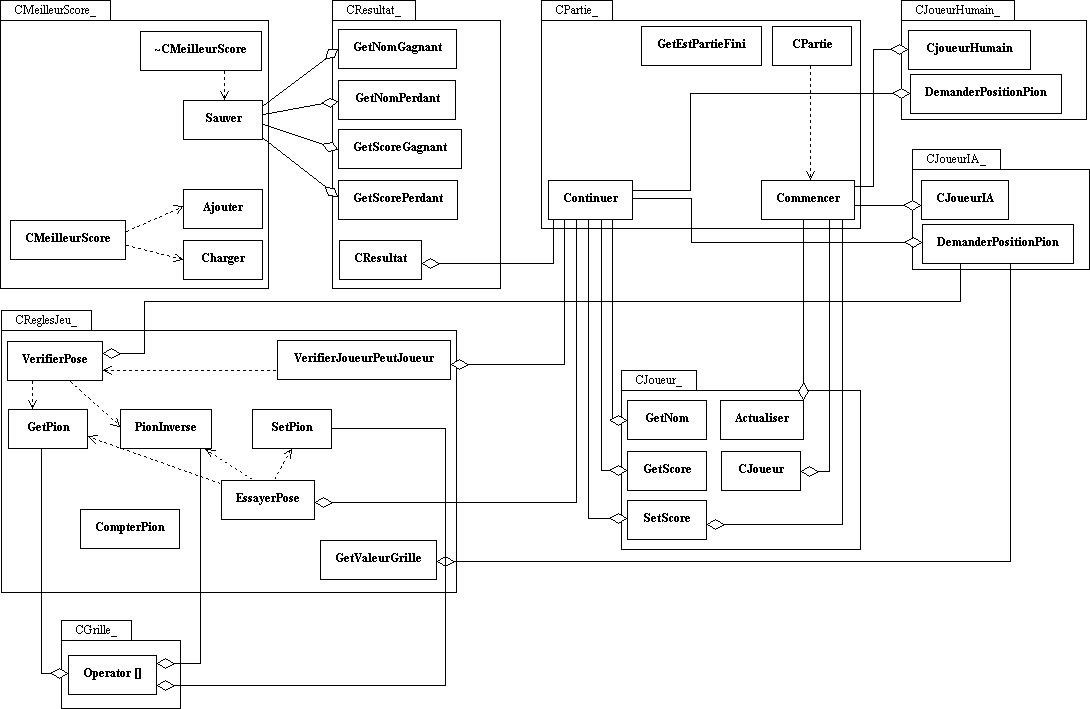 CMeilleurScore_
~CMeilleurScore
Sauver
Ajouter
CMeilleurScore
Charger
CResultat_
GetNomGagnant
GetNomPerdant
GetScoreGagnant
GetScorePerdant
CResultat
CPartie_
GetEstPartieFini
CPartie
Continuer
Commencer
CJoueurHumain_
CjoueurHumain
DemanderPositionPion
CJoueurIA_
CJoueurIA
DemanderPositionPion
CReglesJeu_
VerifierPose
VerifierJoueurPeutJoueur
GetPion
PionInverse
SetPion
EssayerPose
CompterPion
GetValeurGrille
CJoueur_
GetNom
Actualiser
GetScore
CJoueur
SetScore
CGrille_
Operator []